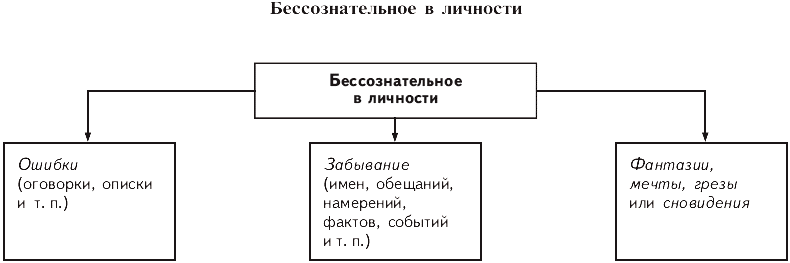 Бессознательное в личности
Бессознательное
в личности
Ошибки
(оговорки, описки
и т. п.)
Забывание
(имен, обещаний,
намерений,
фактов, событий
и т. п.)
Фантазии,
мечты, грезы
или сновидения